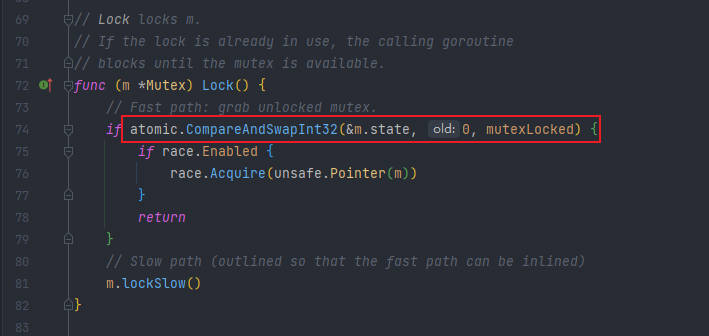 69 // Lock locks m.
70 // If the lock is already in use, the calling goroutine
71 // blocks until the mutex is available.
72 func (m *Mutex) Lock() {
73 // Fast path: grab unlocked mutex.
74 if atomic.CompareAndSwapInt32(&m.state, old: 0, mutexLocked) {
75 if race.Enabled {
76 race.Acquire(unsafe.Pointer(m))
77 }
78 return
79 }
80 // Slow path (outlined so that the fast path can be inlined)
81 m.lockSlow()
82 }
83